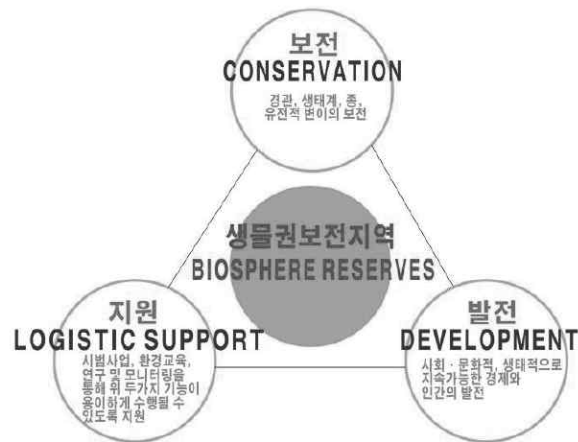 보전
CONSERVATION
경관, 생태계, 종,
유전적 변이의 보전
생물권보전지역
BIOSPHERE RESERVES
지원
LOGISTIC SUPPORT
시범사업, 환경교육,
연구 및 모니터링을
통해 위 두가지 기능이
용이하게 수행될 수
있도록 지원
발전
DEVELOPMENT
사회 · 문화적, 생태적으로
지속가능한 경제와
인간의 발전